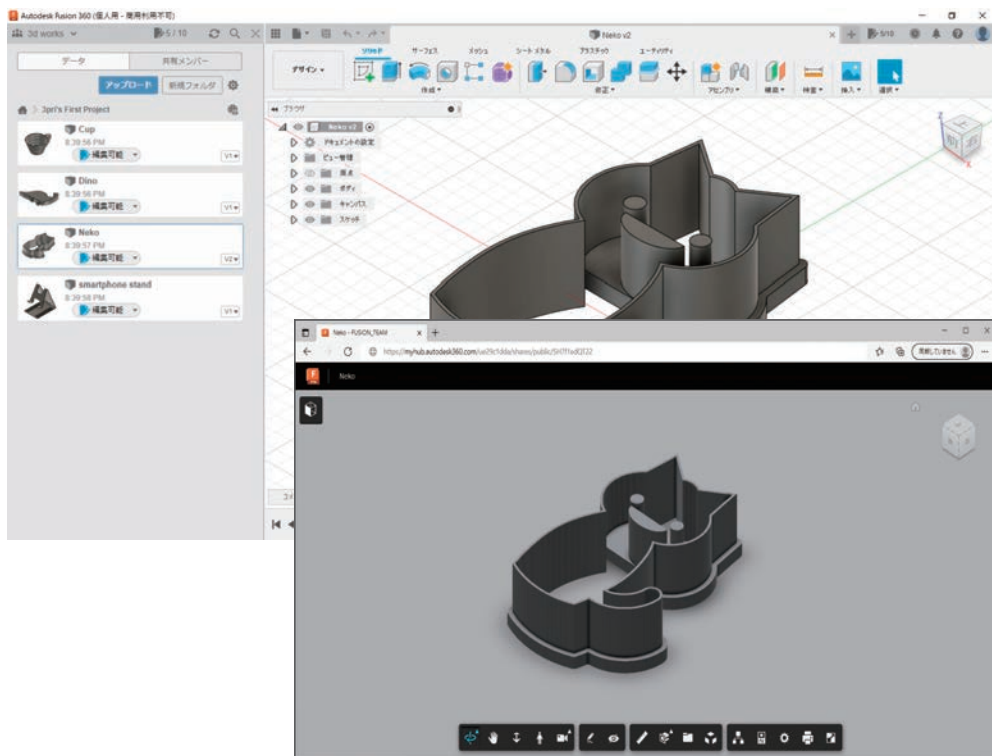 Autodesk Fusion 360 (個人用 - 商用利用不可)
3d works
5 / 10
Neko v2
5/10
データ
共有メンバー
アップロード
新規フォルダ
3pri's First Project
Cup
8:39:56 PM
編集可能
V1
Dino
8:39:56 PM
編集可能
V1
Neko
8:39:57 PM
編集可能
V2
smartphone stand
8:39:58 PM
編集可能
V1
デザイン
ソリッド
サーフェス
メッシュ
シート メタル
プラスチック
ユーティリティ
作成
修正
アセンブリ
構築
検査
挿入
選択
ブラウザ
Neko v2
ドキュメントの設定
ビュー管理
原点
ボディ
キャンバス
スケッチ
Z
X
Neko - FUSION_TEAM
Neko